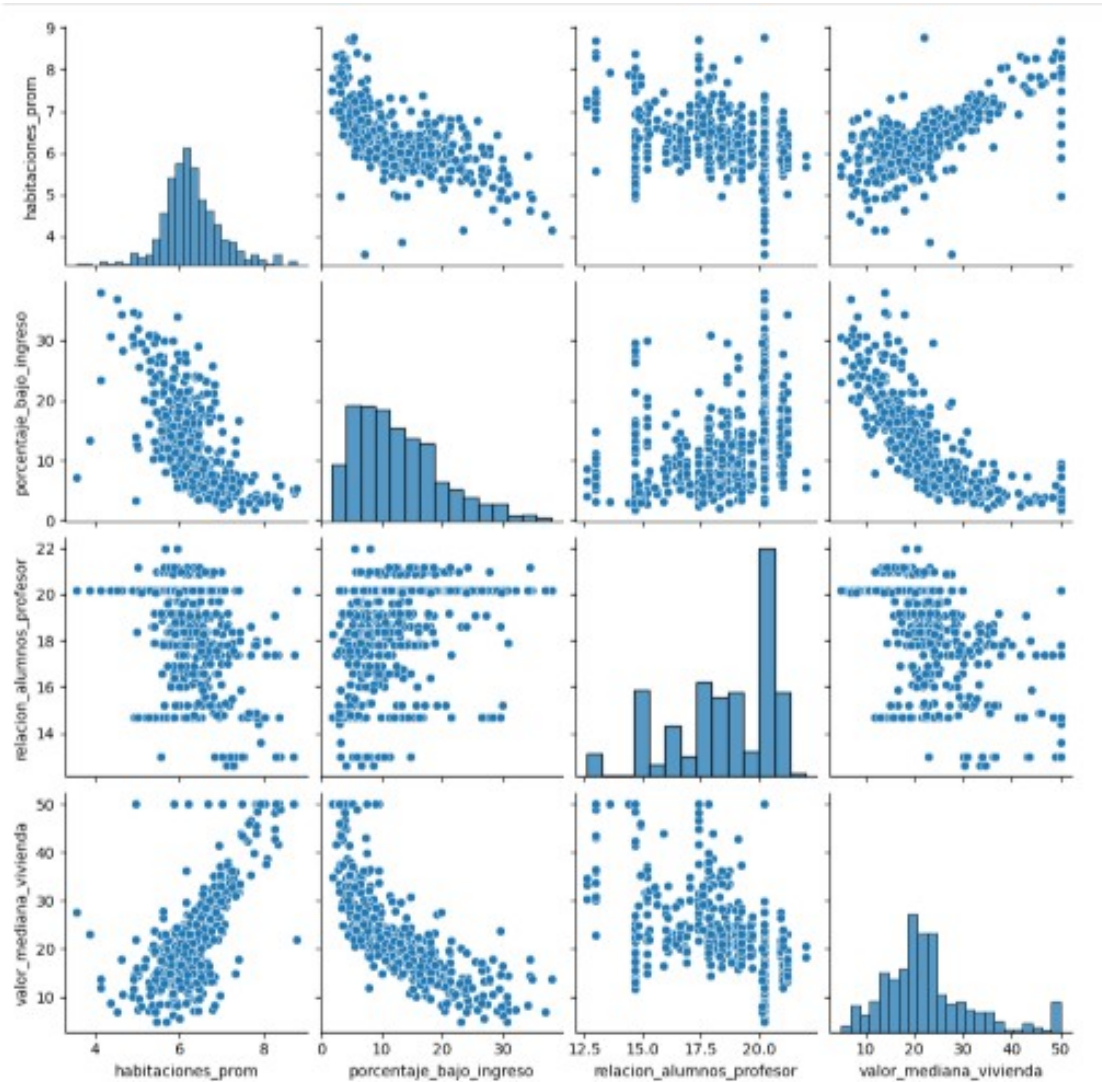 9
8
7
6
5
4
habitaciones_prom
30
20
10
0
porcentaje_bajo_ingreso
22
20
18
16
14
relacion_alumnos_profesor
50
40
30
20
10
valor_mediana_vivienda
4 6 8
0 10 20 30
12.5 15.0 17.5 20.0
10 20 30 40 50
habitaciones_prom porcentaje_bajo_ingreso relacion_alumnos_profesor valor_mediana_vivienda